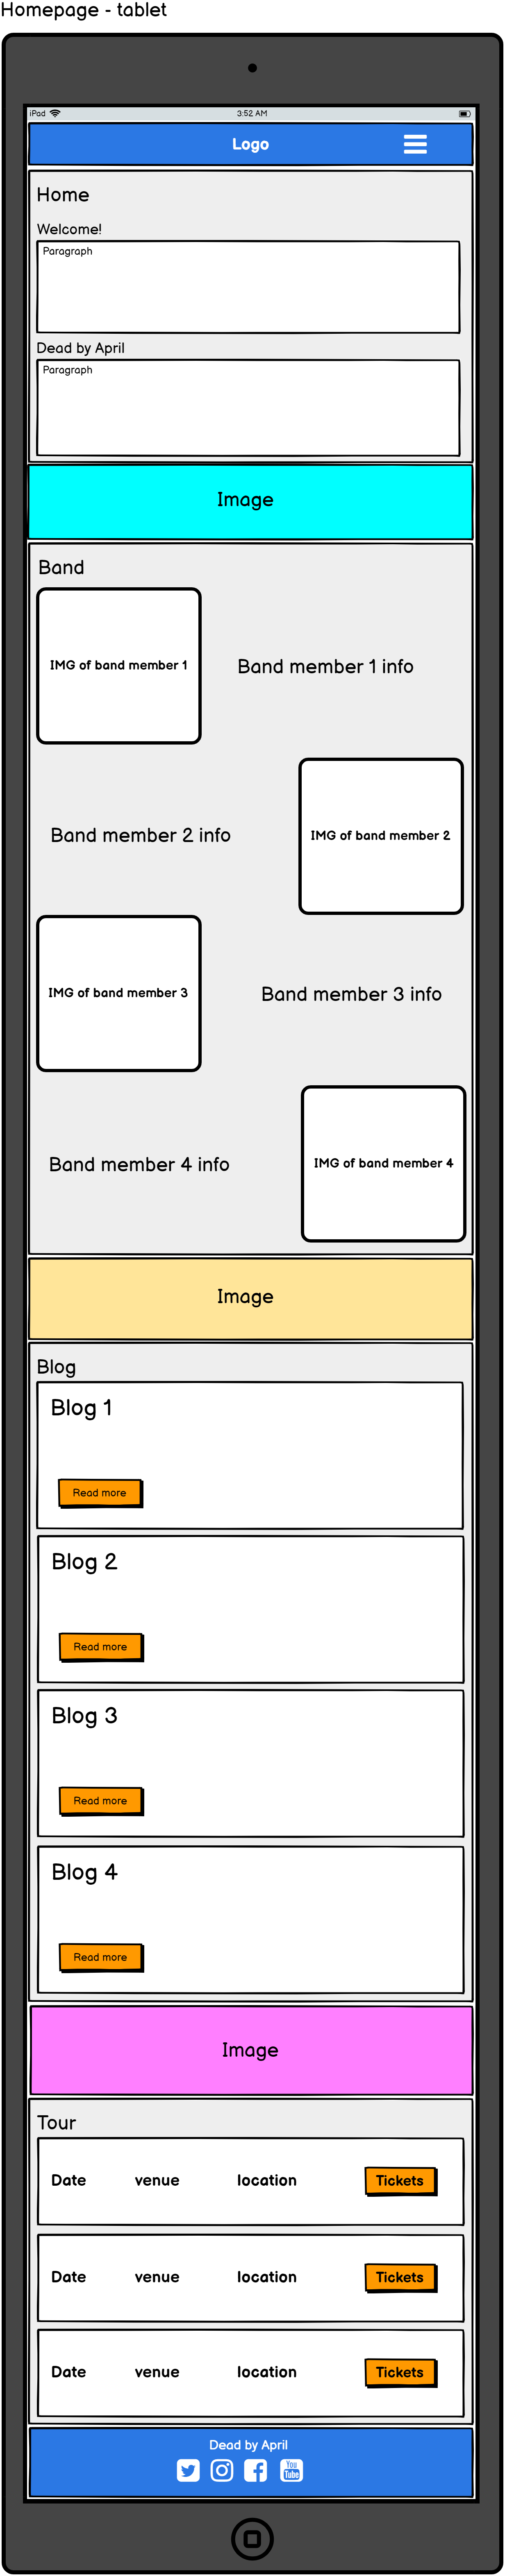 Homepage - tablet
iPad 3:52 AM
Logo
Home
Welcome!
Paragraph
Dead by April
Paragraph
Image
Band
IMG of band member 1 Band member 1 info
Band member 2 info IMG of band member 2
IMG of band member 3 Band member 3 info
Band member 4 info IMG of band member 4
Image
Blog
Blog 1
Read more
Blog 2
Read more
Blog 3
Read more
Blog 4
Read more
Image
Tour
Date venue location Tickets
Date venue location Tickets
Date venue location Tickets
Dead by April
You
Tube